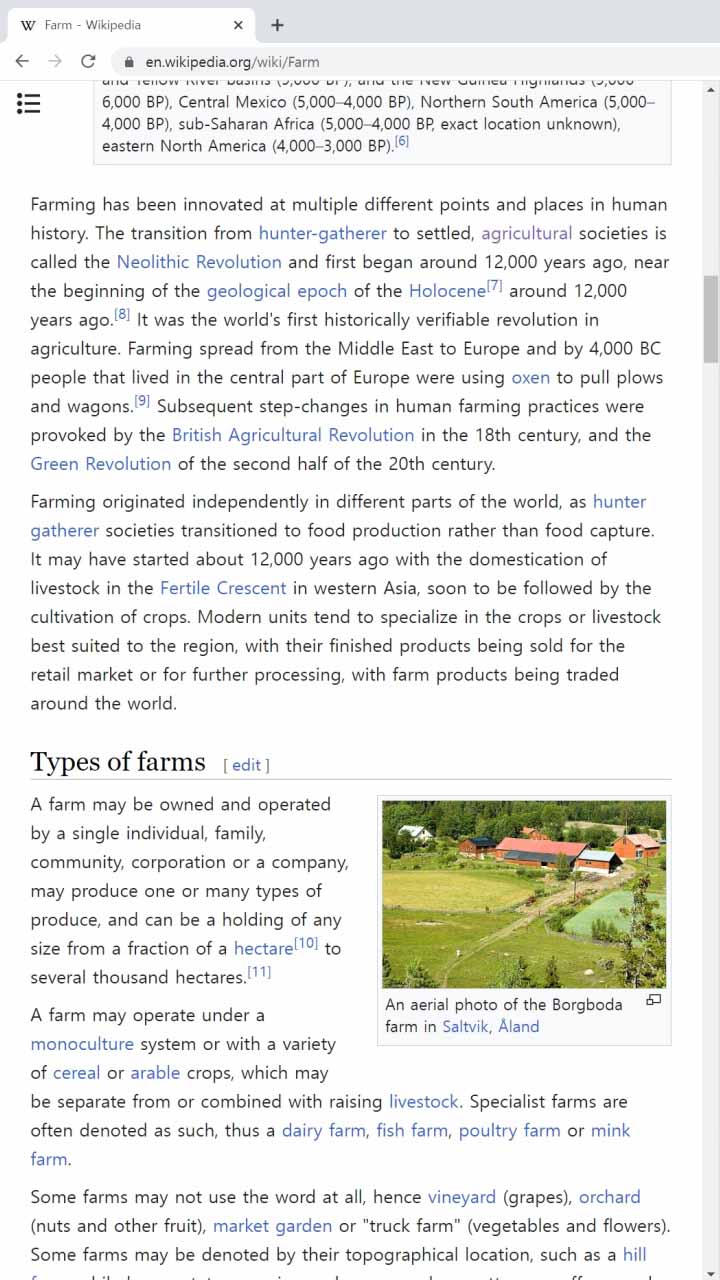 Farm - Wikipedia
en.wikipedia.org/wiki/Farm
and Yellow River basins (9,000 BP), and the New Guinea Highlands (9,000–
6,000 BP), Central Mexico (5,000–4,000 BP), Northern South America (5,000–
4,000 BP), sub-Saharan Africa (5,000–4,000 BP, exact location unknown),
eastern North America (4,000–3,000 BP).[6]
Farming has been innovated at multiple different points and places in human
history. The transition from hunter-gatherer to settled, agricultural societies is
called the Neolithic Revolution and first began around 12,000 years ago, near
the beginning of the geological epoch of the Holocene[7] around 12,000
years ago.[8] It was the world's first historically verifiable revolution in
agriculture. Farming spread from the Middle East to Europe and by 4,000 BC
people that lived in the central part of Europe were using oxen to pull plows
and wagons.[9] Subsequent step-changes in human farming practices were
provoked by the British Agricultural Revolution in the 18th century, and the
Green Revolution of the second half of the 20th century.
Farming originated independently in different parts of the world, as hunter
gatherer societies transitioned to food production rather than food capture.
It may have started about 12,000 years ago with the domestication of
livestock in the Fertile Crescent in western Asia, soon to be followed by the
cultivation of crops. Modern units tend to specialize in the crops or livestock
best suited to the region, with their finished products being sold for the
retail market or for further processing, with farm products being traded
around the world.
Types of farms [ edit ]
A farm may be owned and operated
by a single individual, family,
community, corporation or a company,
may produce one or many types of
produce, and can be a holding of any
size from a fraction of a hectare[10] to
several thousand hectares.[11]
An aerial photo of the Borgboda
farm in Saltvik, Åland
A farm may operate under a
monoculture system or with a variety
of cereal or arable crops, which may
be separate from or combined with raising livestock. Specialist farms are
often denoted as such, thus a dairy farm, fish farm, poultry farm or mink
farm.
Some farms may not use the word at all, hence vineyard (grapes), orchard
(nuts and other fruit), market garden or "truck farm" (vegetables and flowers).
Some farms may be denoted by their topographical location, such as a hill